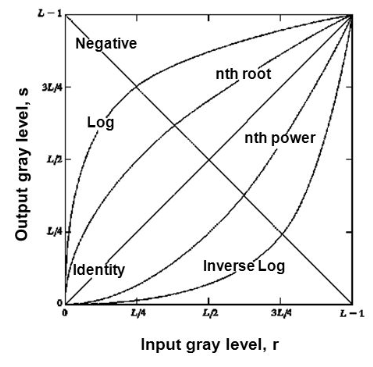 L − 1
Negative
nth root
3L/4
Log
nth power
L/2
L/4
Identity
Inverse Log
0
0
L/4
L/2
3L/4
L − 1
Output gray level, s
Input gray level, r